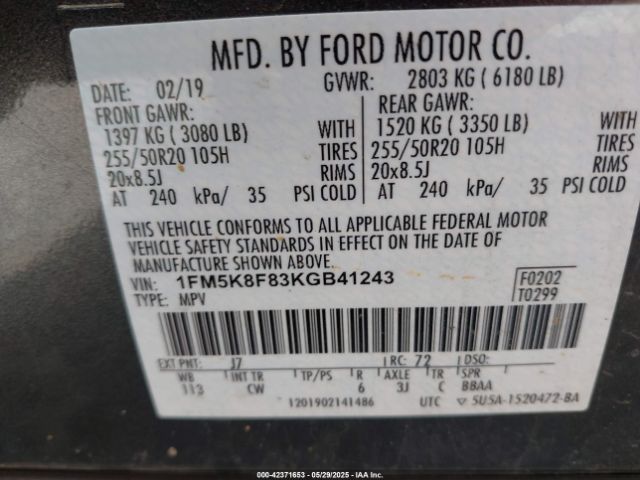 MFD. BY FORD MOTOR CO.
DATE: 02/19 GVWR: 2803 KG ( 6180 LB)
FRONT GAWR: REAR GAWR:
1397 KG ( 3080 LB) WITH 1520 KG ( 3350 LB) WITH
255/50R20 105H TIRES 255/50R20 105H TIRES
20x8.5J RIMS 20x8.5J RIMS
AT 240 kPa/ 35 PSI COLD AT 240 kPa/ 35 PSI COLD
THIS VEHICLE CONFORMS TO ALL APPLICABLE FEDERAL MOTOR
VEHICLE SAFETY STANDARDS IN EFFECT ON THE DATE OF
MANUFACTURE SHOWN ABOVE.
VIN: 1FM5K8F83KGB41243 F0202
TYPE: MPV T0299
EXT PNT: J7 RC: 72 DSO:
WB INT TR TP/PS R AXLE TR SPR
113 CW 6 3J C BBAA
1201902141486 UTC ▽ 5U5A-1520472-BA
000-42371653 05/29/2025 IAA Inc.